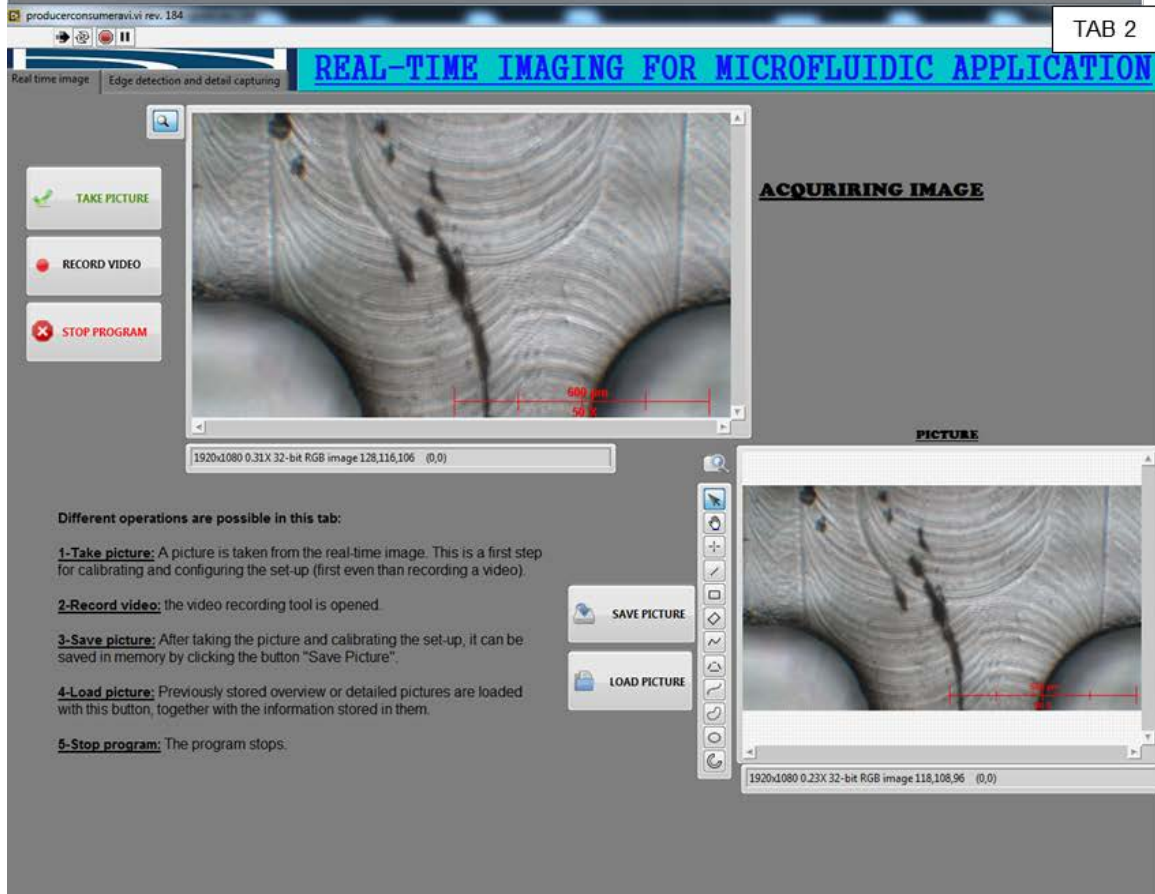 producerconsumeravi.vi rev. 184
TAB 2
Real time image
Edge detection and detail capturing
REAL-TIME IMAGING FOR MICROFLUIDIC APPLICATION
TAKE PICTURE
RECORD VIDEO
STOP PROGRAM
ACQURIRING IMAGE
600 µm
50 X
1920x1080 0.31X 32-bit RGB image 128,116,106 (0,0)
PICTURE
Different operations are possible in this tab:
1-Take picture: A picture is taken from the real-time image. This is a first step
for calibrating and configuring the set-up (first even than recording a video).
2-Record video: the video recording tool is opened.
3-Save picture: After taking the picture and calibrating the set-up, it can be
saved in memory by clicking the button "Save Picture".
4-Load picture: Previously stored overview or detailed pictures are loaded
with this button, together with the information stored in them.
5-Stop program: The program stops.
SAVE PICTURE
LOAD PICTURE
1920x1080 0.23X 32-bit RGB image 118,108,96 (0,0)